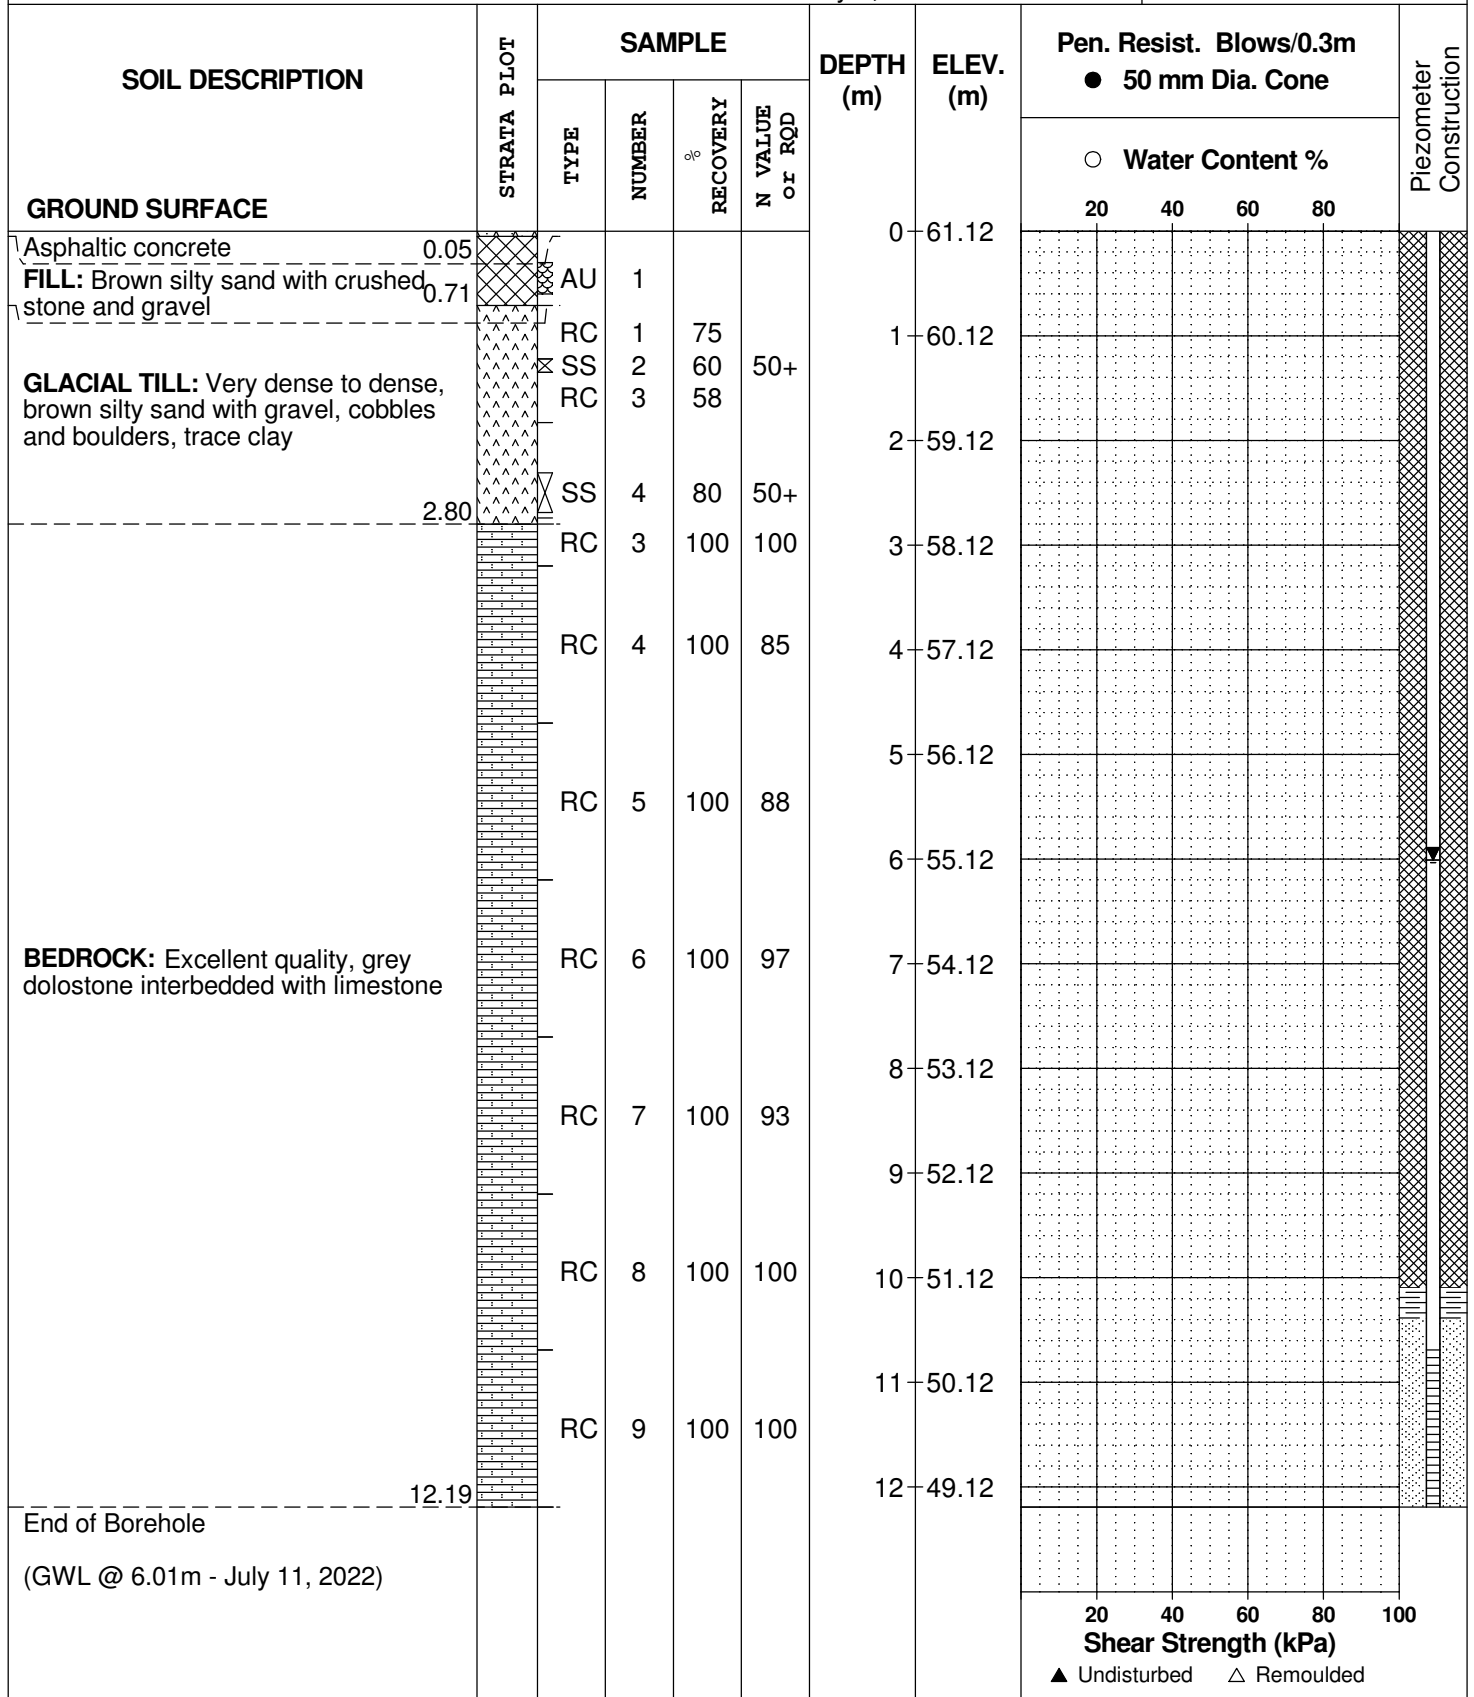 SOIL DESCRIPTION
GROUND SURFACE
STRATA PLOT
SAMPLE
TYPE
NUMBER
%
RECOVERY
N VALUE
or RQD
DEPTH
(m)
ELEV.
(m)
Pen. Resist. Blows/0.3m
● 50 mm Dia. Cone
○ Water Content %
20 40 60 80
Piezometer
Construction
0 61.12
Asphaltic concrete 0.05
FILL: Brown silty sand with crushed
0.71
stone and gravel
AU 1
RC 1 75
1 60.12
SS 2 60 50+
RC 3 58
GLACIAL TILL: Very dense to dense,
brown silty sand with gravel, cobbles
and boulders, trace clay
2 59.12
SS 4 80 50+
2.80
RC 3 100 100
3 58.12
RC 4 100 85
4 57.12
5 56.12
RC 5 100 88
6 55.12
BEDROCK: Excellent quality, grey
dolostone interbedded with limestone
RC 6 100 97
7 54.12
8 53.12
RC 7 100 93
9 52.12
RC 8 100 100
10 51.12
11 50.12
RC 9 100 100
12 49.12
12.19
End of Borehole
(GWL @ 6.01m - July 11, 2022)
20 40 60 80 100
Shear Strength (kPa)
▲ Undisturbed △ Remoulded